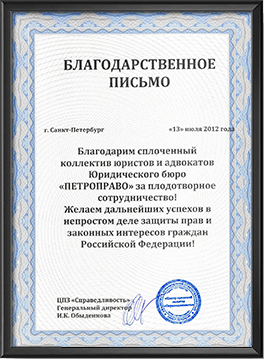 БЛАГОДАРСТВЕННОЕ
ПИСЬМО
г. Санкт-Петербург «13» июля 2012 года
Благодарим сплоченный
коллектив юристов и адвокатов
Юридического бюро
«ПЕТРОПРАВО» за плодотворное
сотрудничество!
Желаем дальнейших успехов в
непростом деле защиты прав и
законных интересов граждан
Российской Федерации!
ЦПЗ «Справедливость»
Генеральный директор
И.К. Обыденнова